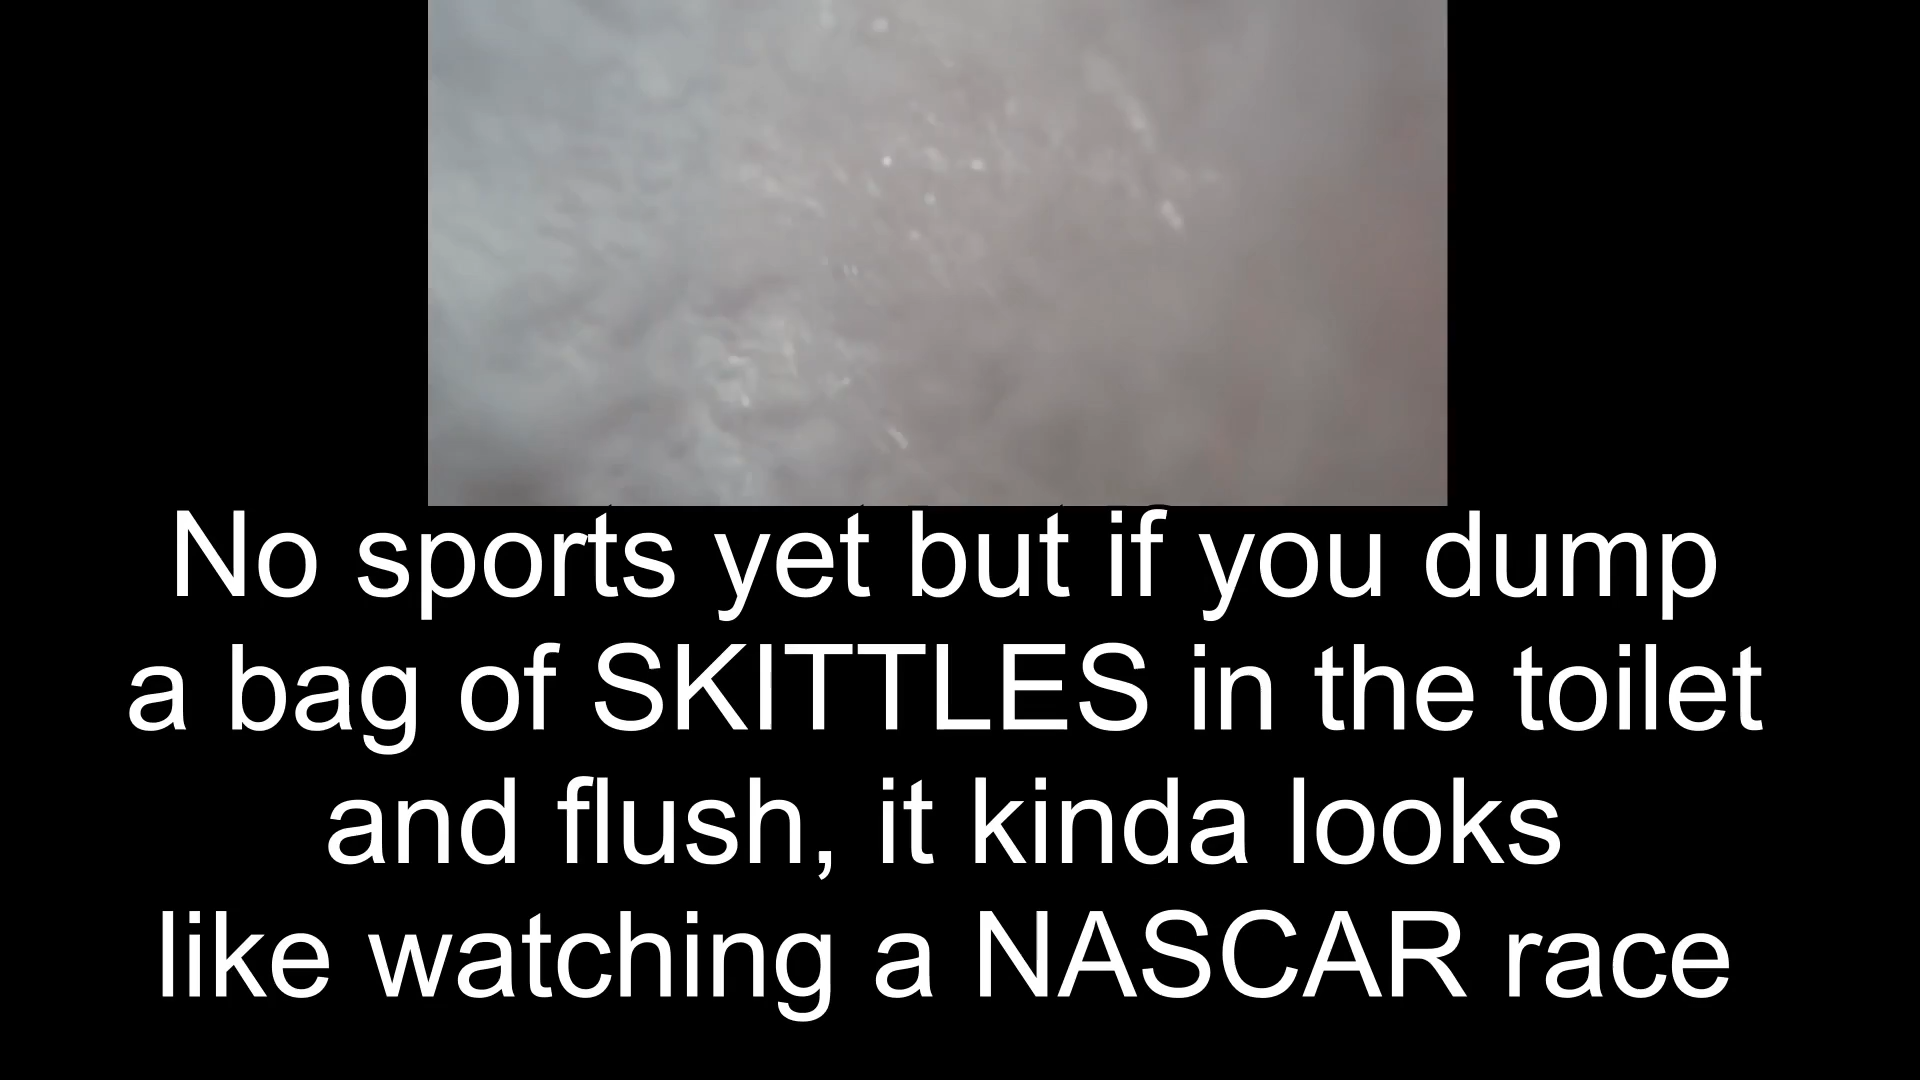 No sports yet but if you dump
a bag of SKITTLES in the toilet
and flush, it kinda looks
like watching a NASCAR race